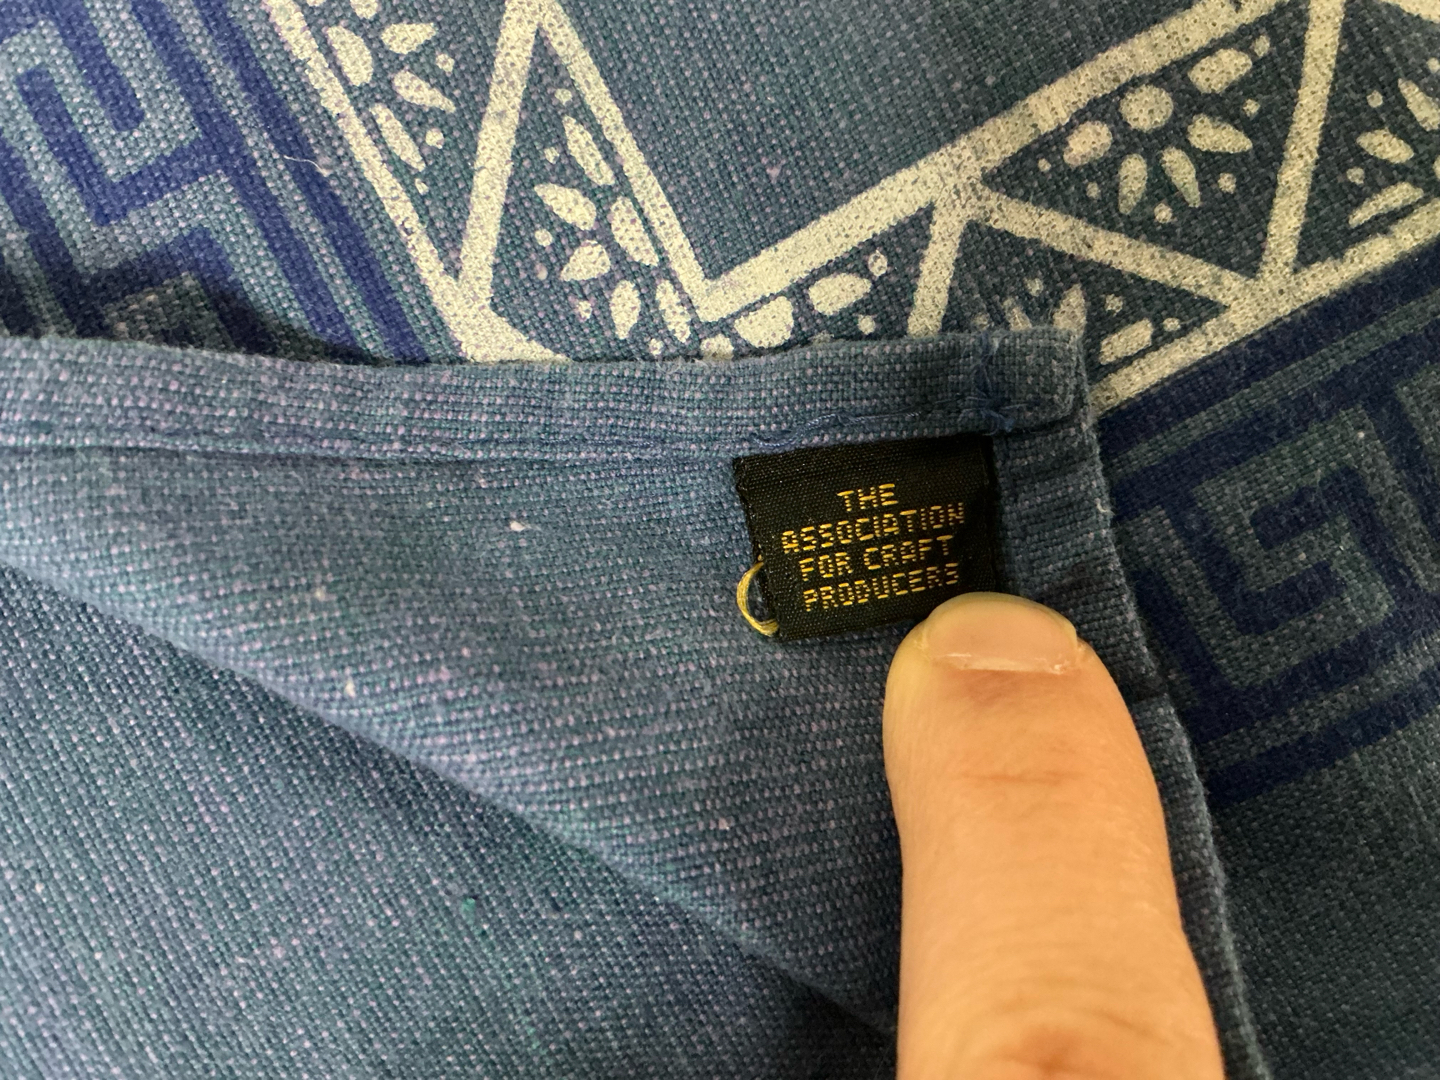 THE
ASSOCIATION
FOR CRAFT
PRODUCERS